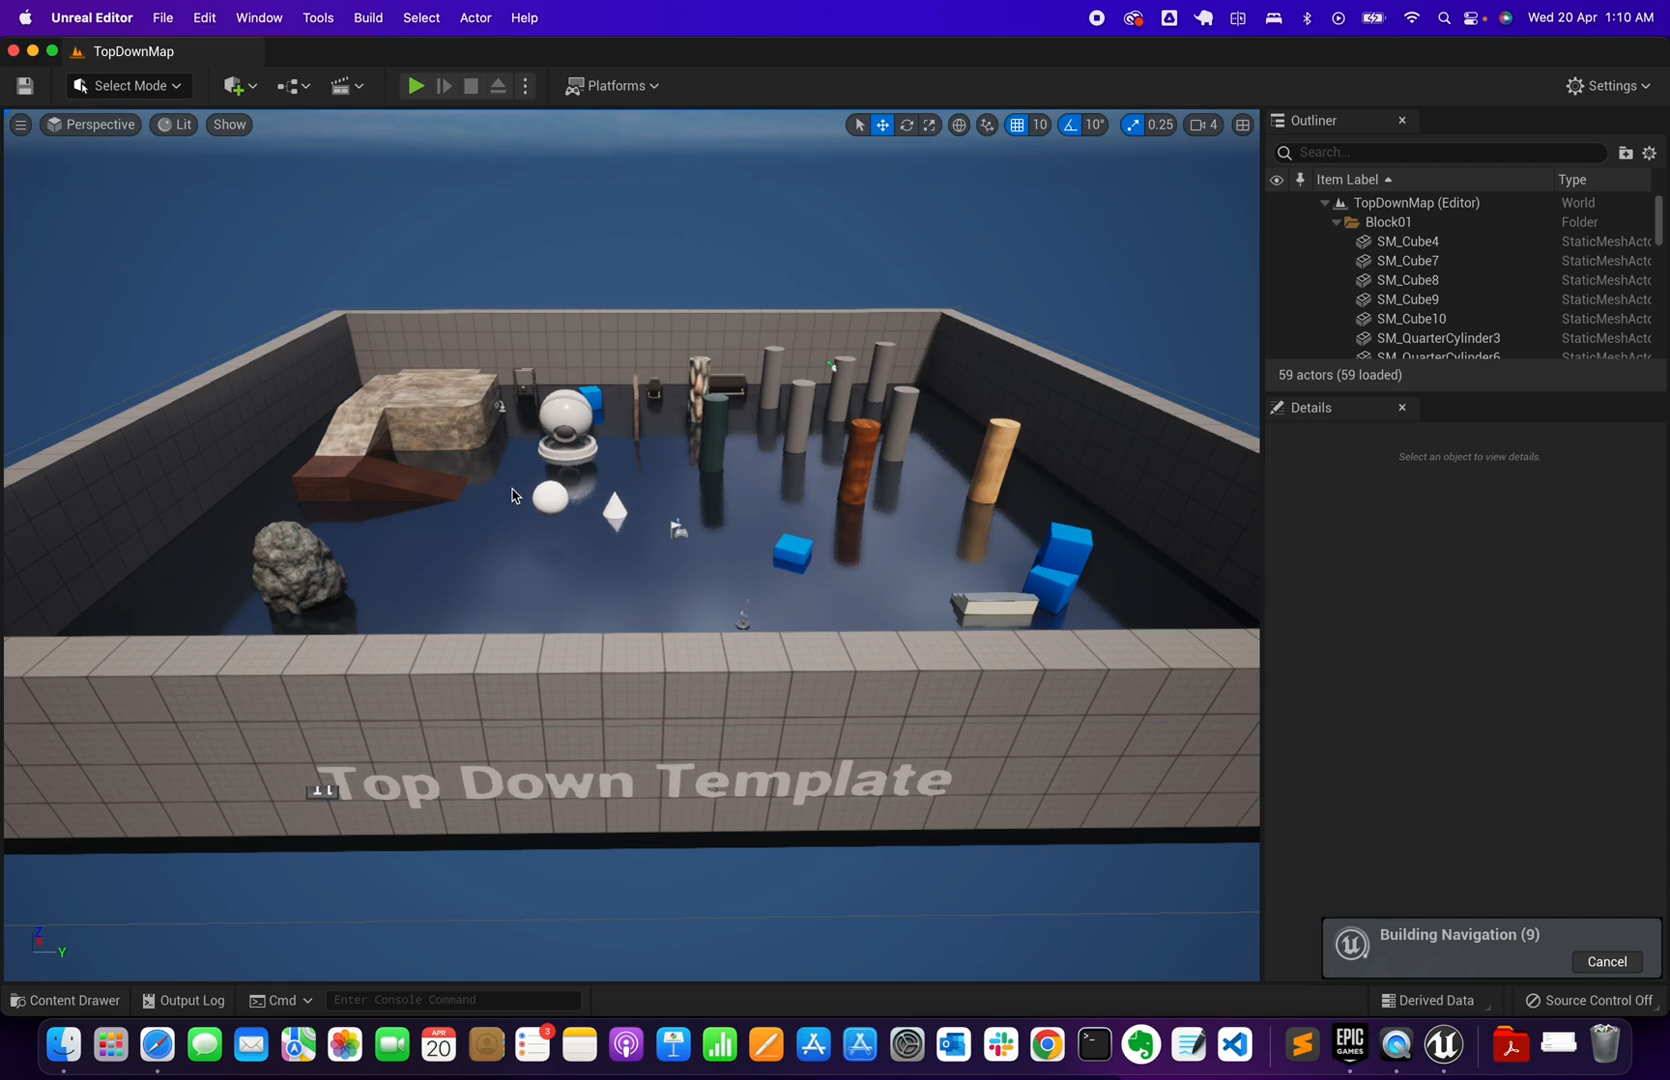 Unreal Editor File Edit Window Tools Build Select Actor Help Wed 20 Apr 1:10 AM
TopDownMap
Select Mode Platforms Settings
Perspective Lit Show 10 10° 0.25 4
Outliner
Search...
Item Label Type
TopDownMap (Editor) World
Block01 Folder
SM_Cube4 StaticMeshActo
SM_Cube7 StaticMeshActo
SM_Cube8 StaticMeshActo
SM_Cube9 StaticMeshActo
SM_Cube10 StaticMeshActo
SM_QuarterCylinder3 StaticMeshActo
SM_QuarterCylinder6 StaticMeshActo
59 actors (59 loaded)
Details
Select an object to view details.
Top Down Template
Z
X
Y
Building Navigation (9)
Cancel
Content Drawer Output Log Cmd Enter Console Command Derived Data Source Control Off
APR
20
3
EPIC
GAMES